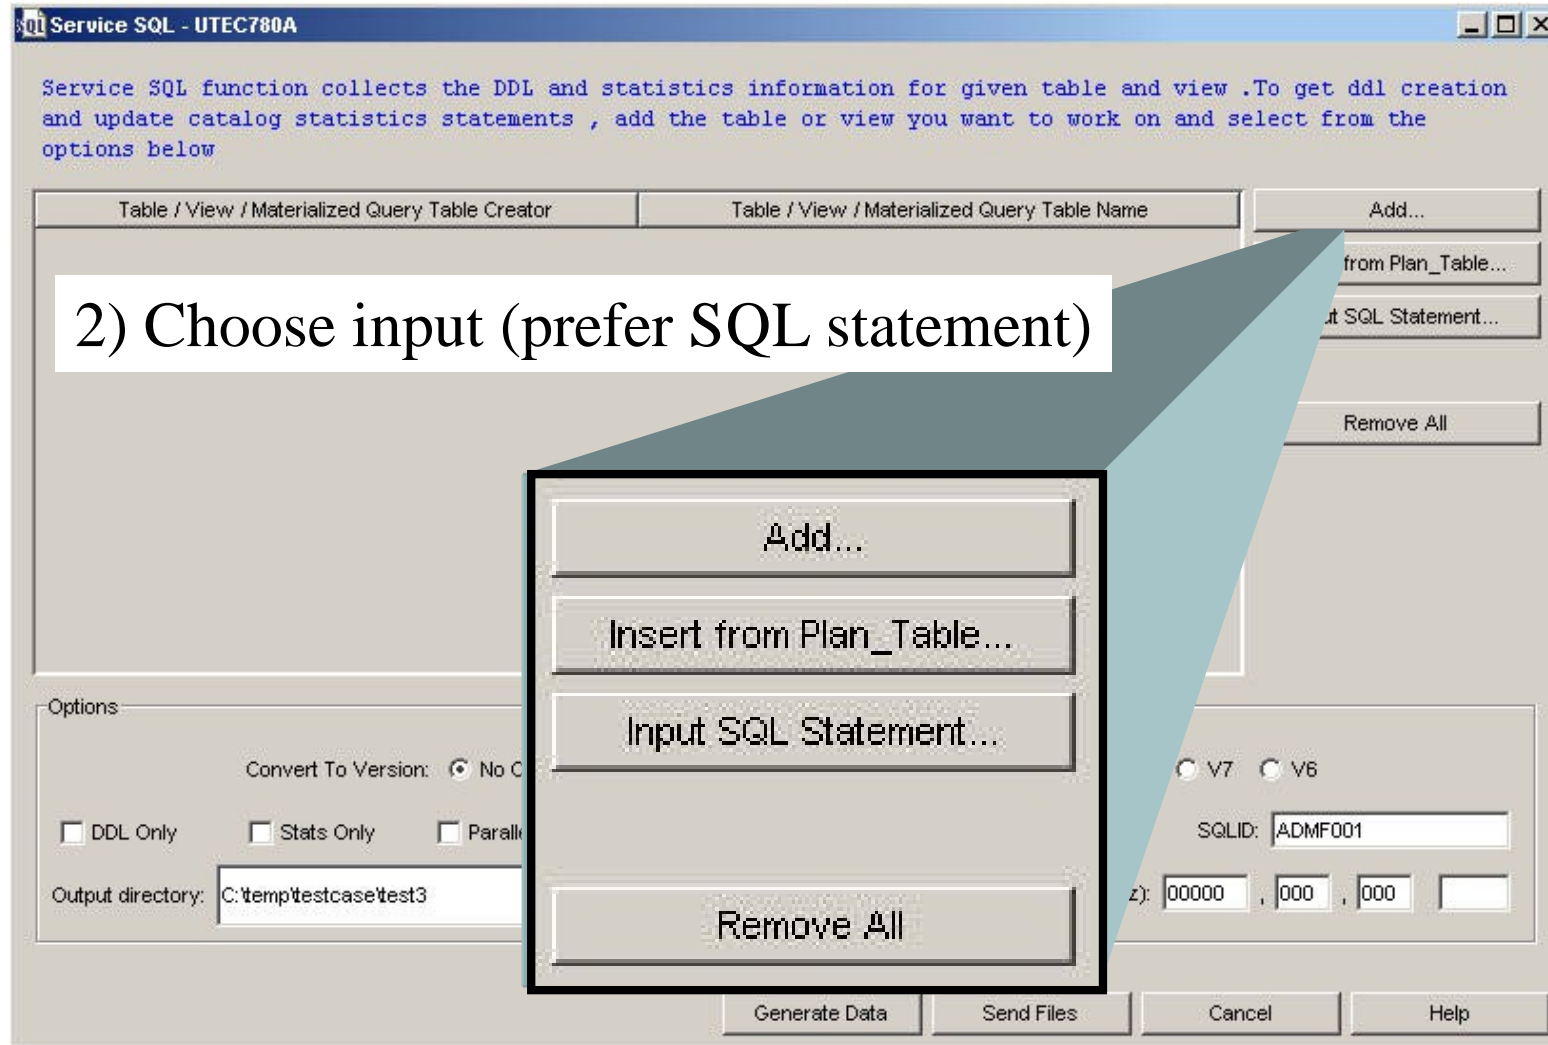 Service SQL - UTEC780A
Service SQL function collects the DDL and statistics information for given table and view .To get ddl creation
and update catalog statistics statements , add the table or view you want to work on and select from the
options below
Table / View / Materialized Query Table Creator
Table / View / Materialized Query Table Name
Add...
from Plan_Table...
SQL Statement...
Remove All
2) Choose input (prefer SQL statement)
Add...
Insert from Plan_Table...
Input SQL Statement...
Remove All
Options
Convert To Version: No
V7 V6
DDL Only Stats Only
SQLID: ADMF001
Output directory: C:\temp\testcase\test3
z): 00000 , 000 , 000
Generate Data Send Files Cancel Help